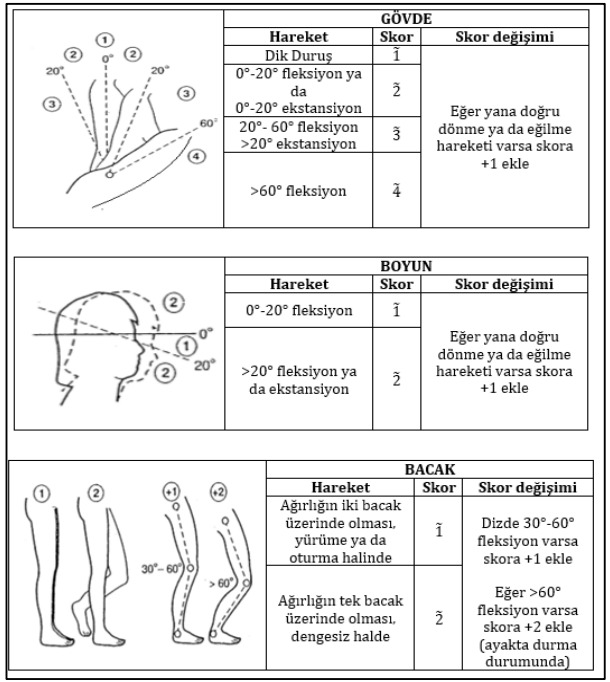 GÖVDE
Hareket Skor Skor değişimi
Dik Duruş 1̃
0°-20° fleksiyon ya
da
0°-20° ekstansiyon
2̃
20°- 60° fleksiyon
>20° ekstansiyon
3̃
>60° fleksiyon 4̃
Eğer yana doğru
dönme ya da eğilme
hareketi varsa skora
+1 ekle
1
2 2
20° 0° 20°
3 3
60°
4
BOYUN
Hareket Skor Skor değişimi
0°-20° fleksiyon 1̃
>20° fleksiyon ya
da ekstansiyon
2̃
Eğer yana doğru
dönme ya da eğilme
hareketi varsa skora
+1 ekle
2
0°
1
20°
2
BACAK
Hareket Skor Skor değişimi
Ağırlığın iki bacak
üzerinde olması,
yürüme ya da
oturma halinde
1̃
Ağırlığın tek bacak
üzerinde olması,
dengesiz halde
2̃
Dizde 30°-60°
fleksiyon varsa
skora +1 ekle
Eğer >60°
fleksiyon varsa
skora +2 ekle
(ayakta durma
durumunda)
1 2 +1 +2
30°– 60°
> 60°